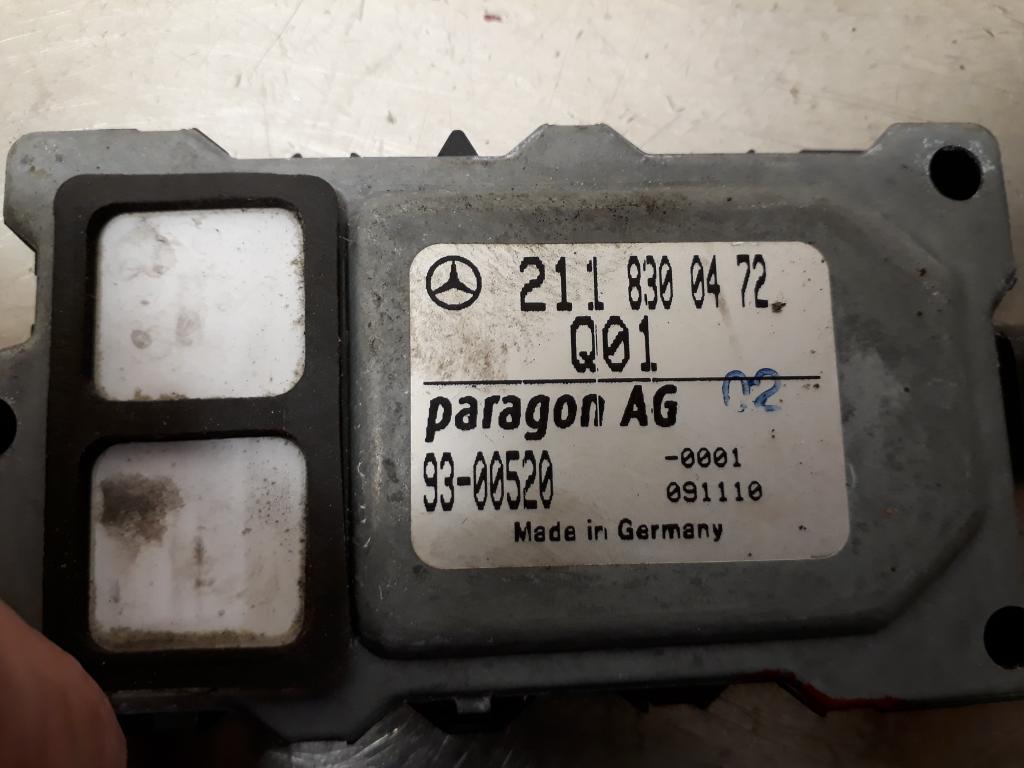 211 830 04 72
Q01
02
paragon AG
93-00520 -0001
091110
Made in Germany